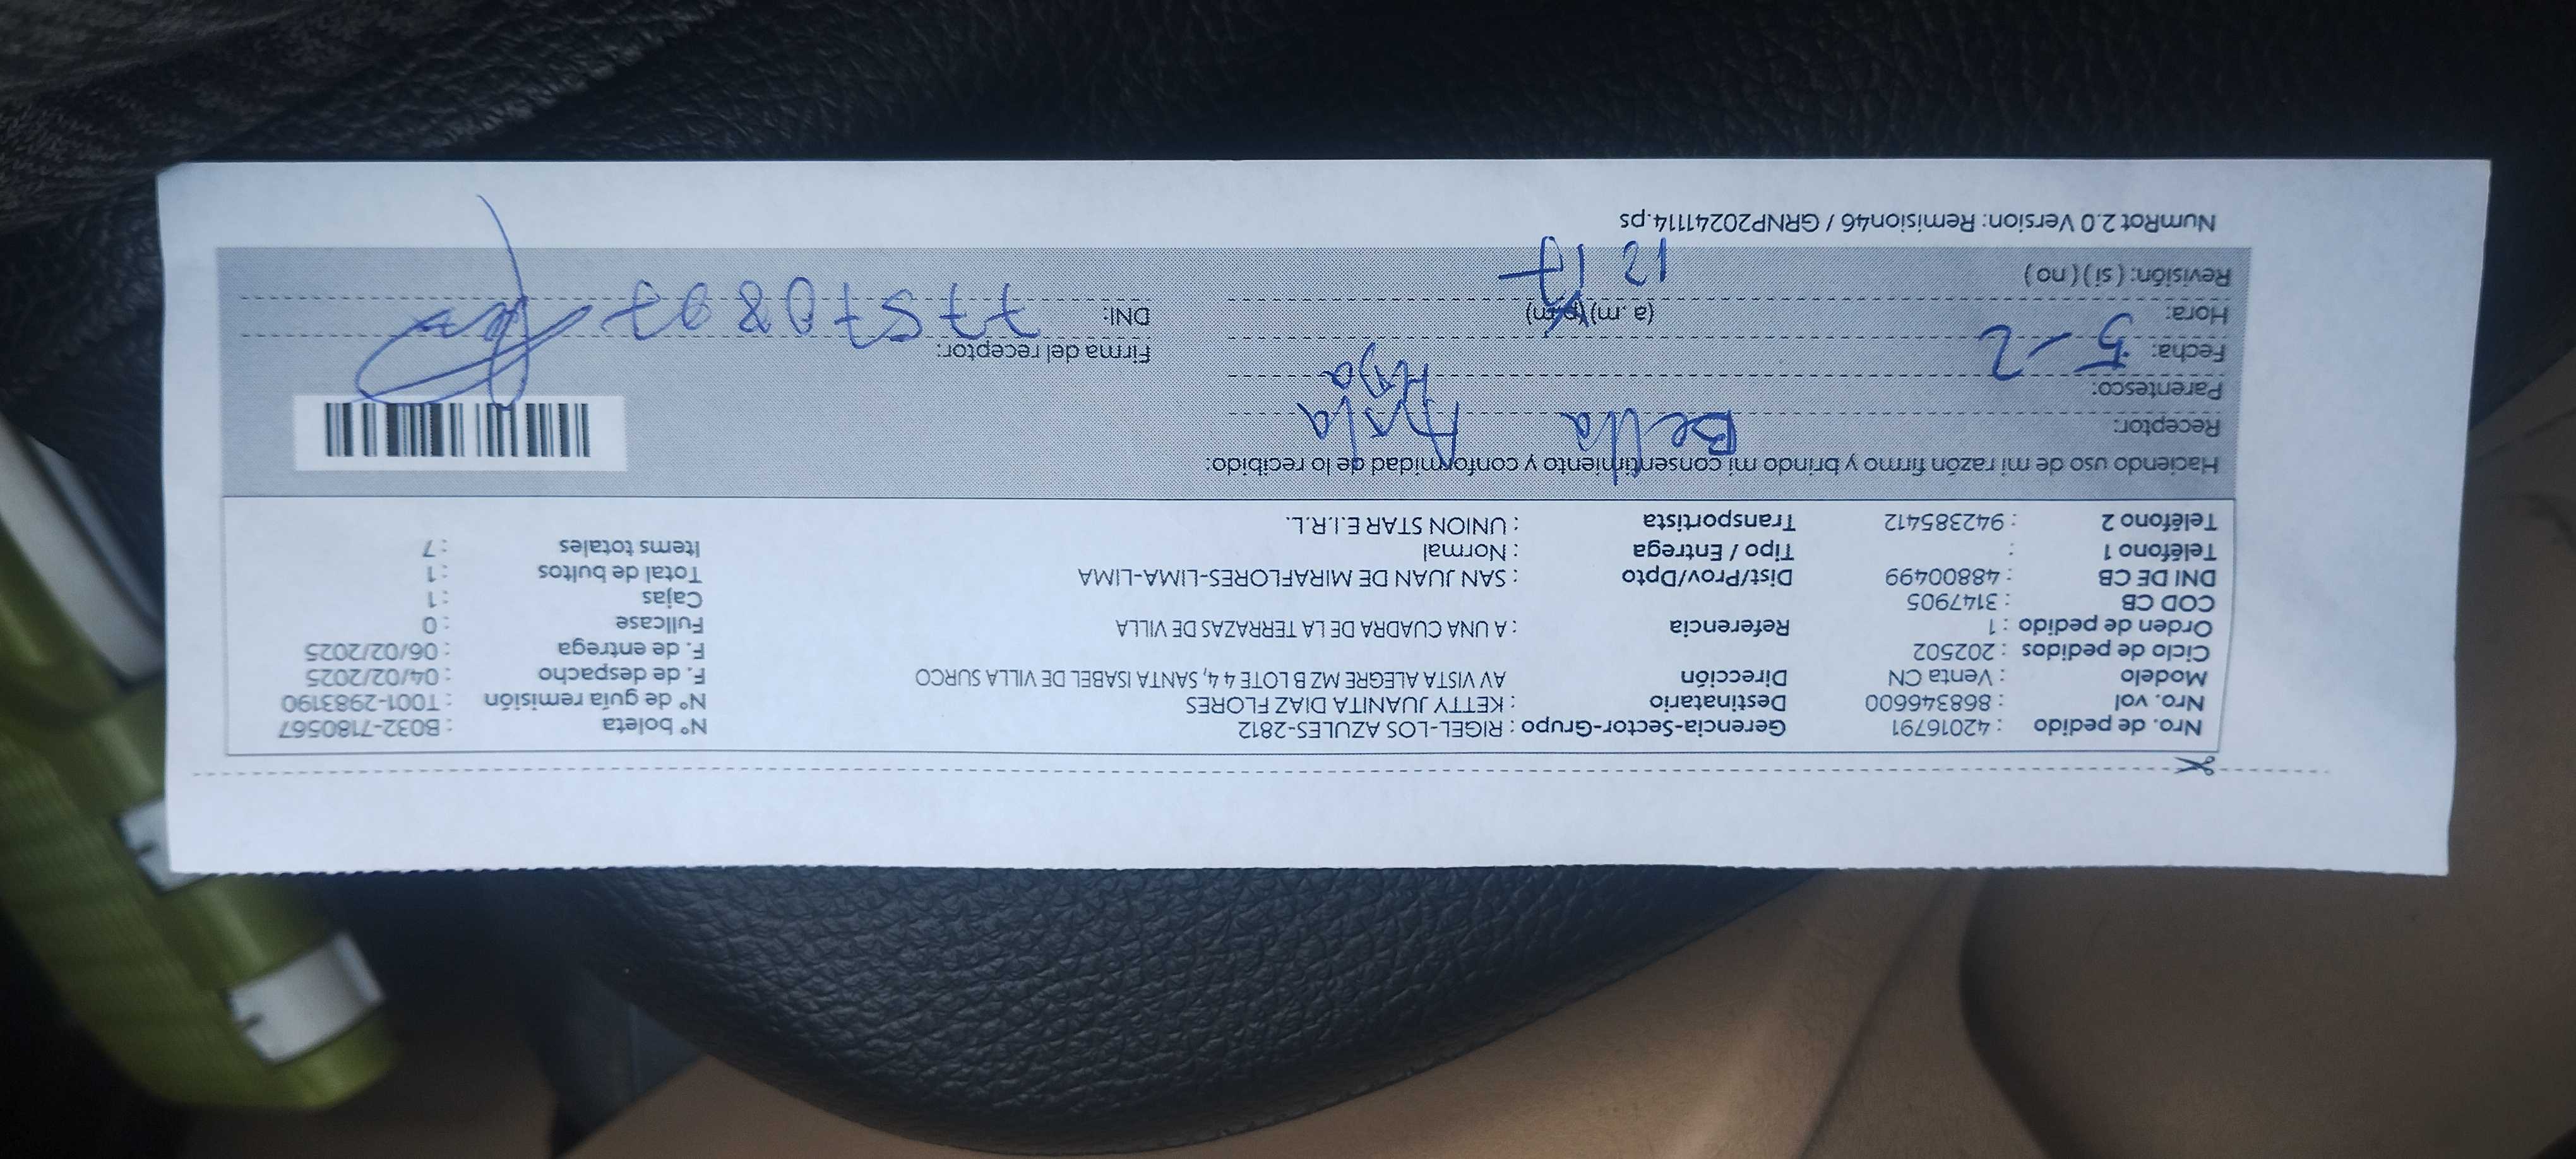 Nro. de pedido : 42016791 Gerencia-Sector-Grupo : RIGEL-LOS AZULES-2812 Nº boleta : B032-7180567
Nro. vol : 868346600 Destinatario : KETTY JUANITA DIAZ FLORES Nº de guía remisión : T001-2983190
Modelo : Venta CN Dirección AV VISTA ALEGRE MZ B LOTE 4 4, SANTA ISABEL DE VILLA SURCO F. de despacho : 04/02/2025
Ciclo de pedidos : 202502 F. de entrega : 06/02/2025
Orden de pedido : 1 Referencia : A UNA CUADRA DE LA TERRAZAS DE VILLA Fullcase : 0
COD CB : 3147905 Cajas : 1
DNI DE CB : 48800499 Dist/Prov/Dpto : SAN JUAN DE MIRAFLORES-LIMA-LIMA Total de bultos : 1
Teléfono 1 : Tipo / Entrega : Normal Items totales : 7
Teléfono 2 : 942385412 Transportista : UNION STAR E.I.R.L.
Haciendo uso de mi razón firmo y brindo mi consentimiento y conformidad de lo recibido:
Receptor: Bella
Parentesco: Hija
Fecha: 5-2 Firma del receptor:
Hora: (a. m)(p. m) 12 17 DNI: 77570897
Revisión: ( si ) ( no )
NumRot 2.0 Version: Remision46 / GRNP20241114.ps